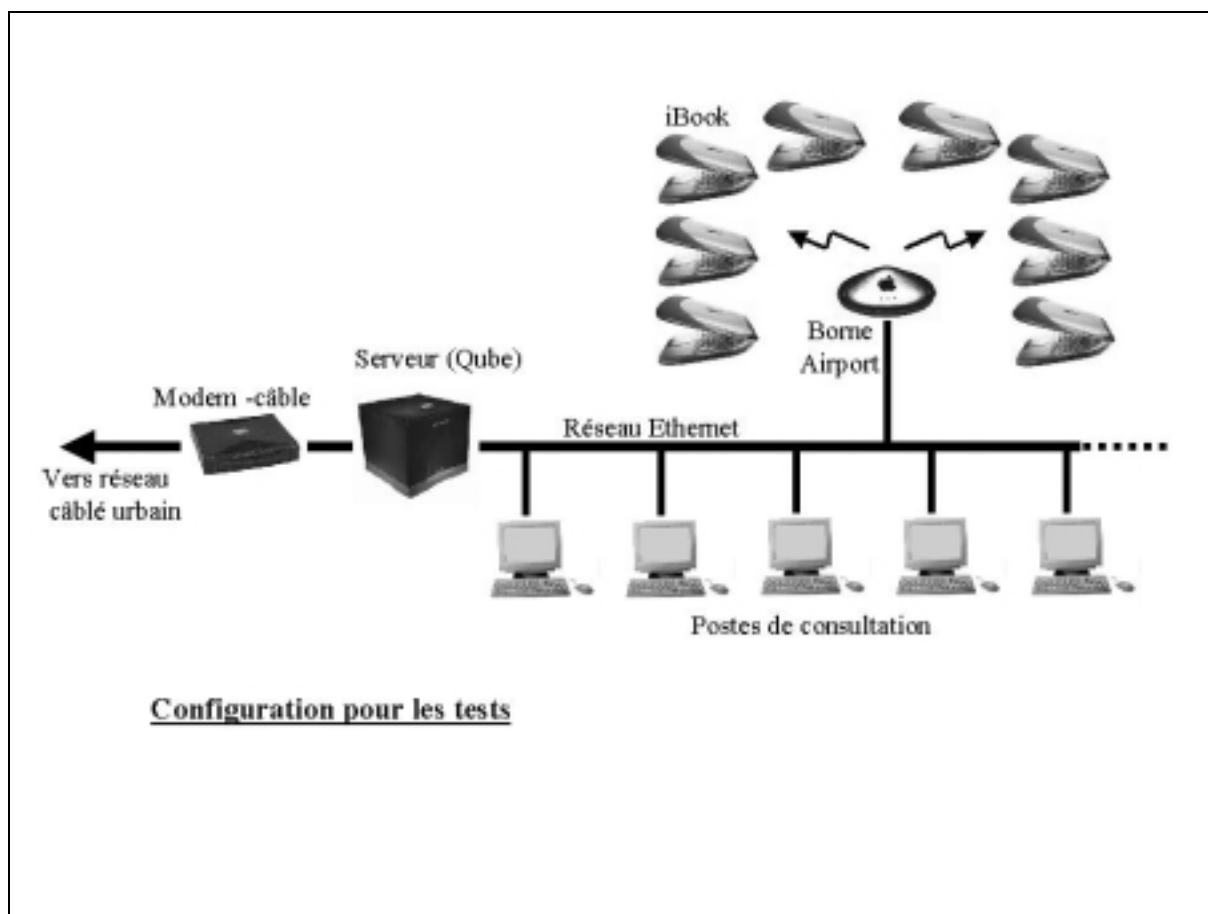 iBook
Borne
Airport
Serveur (Qube)
Modem -câble
Réseau Ethernet
Vers réseau
câblé urbain
Postes de consultation
Configuration pour les tests